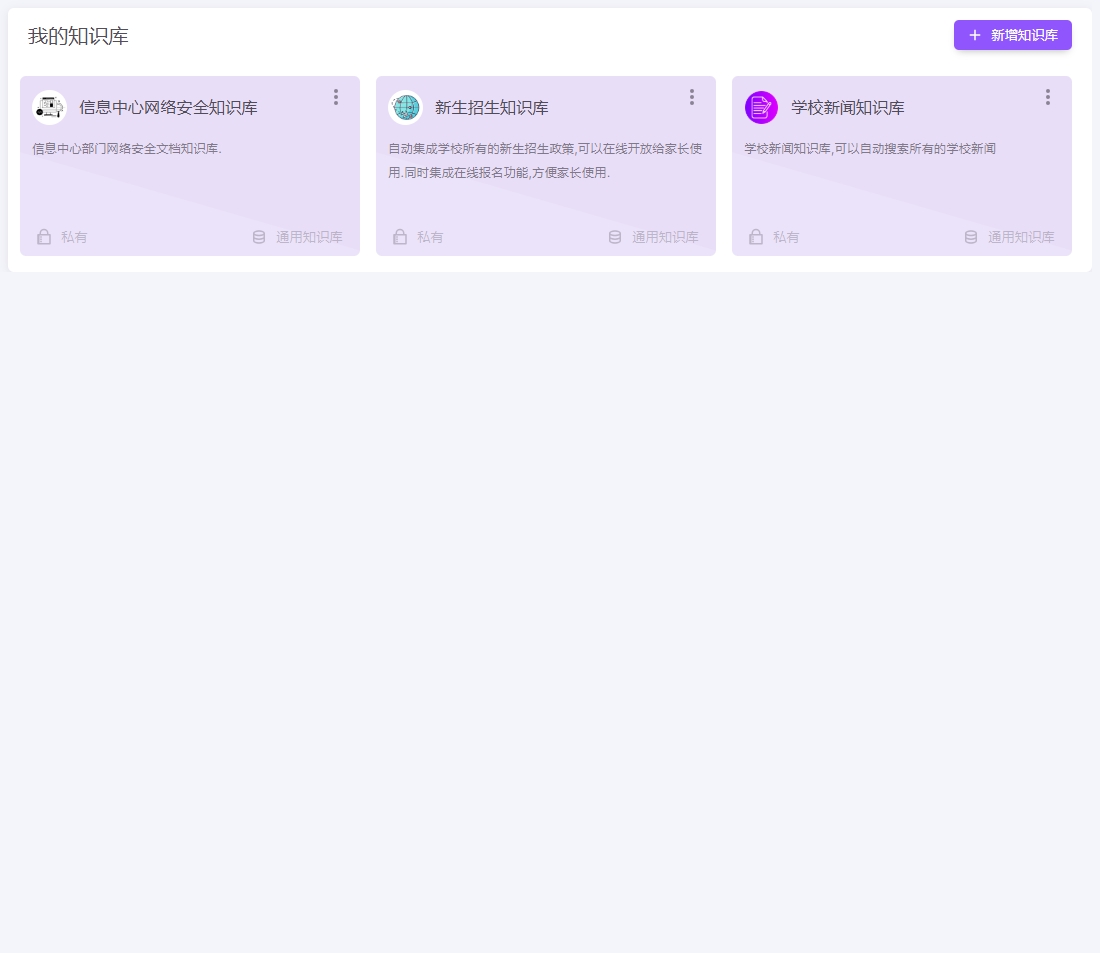 我的知识库
新增知识库
信息中心网络安全知识库
信息中心部门网络安全文档知识库.
私有
通用知识库
新生招生知识库
自动集成学校所有的新生招生政策,可以在线开放给家长使
用.同时集成在线报名功能,方便家长使用.
私有
通用知识库
学校新闻知识库
学校新闻知识库,可以自动搜索所有的学校新闻
私有
通用知识库